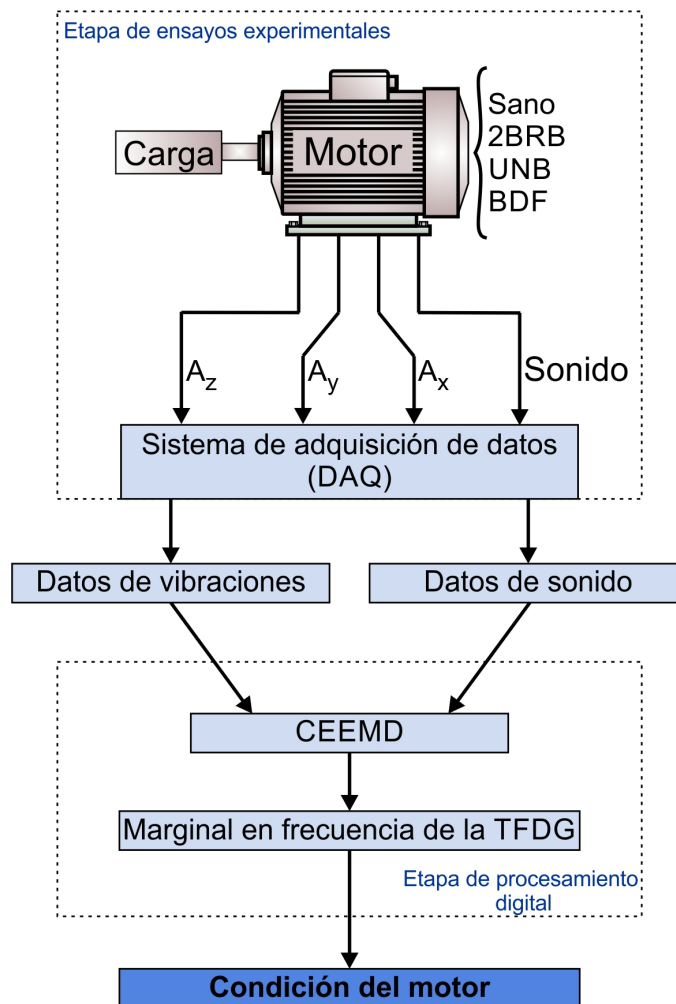 Etapa de ensayos experimentales
Carga
Motor
Sano
2BRB
UNB
BDF
Az
Ay
Ax
Sonido
Sistema de adquisición de datos
(DAQ)
Datos de vibraciones
Datos de sonido
CEEMD
Marginal en frecuencia de la TFDG
Etapa de procesamiento
digital
Condición del motor